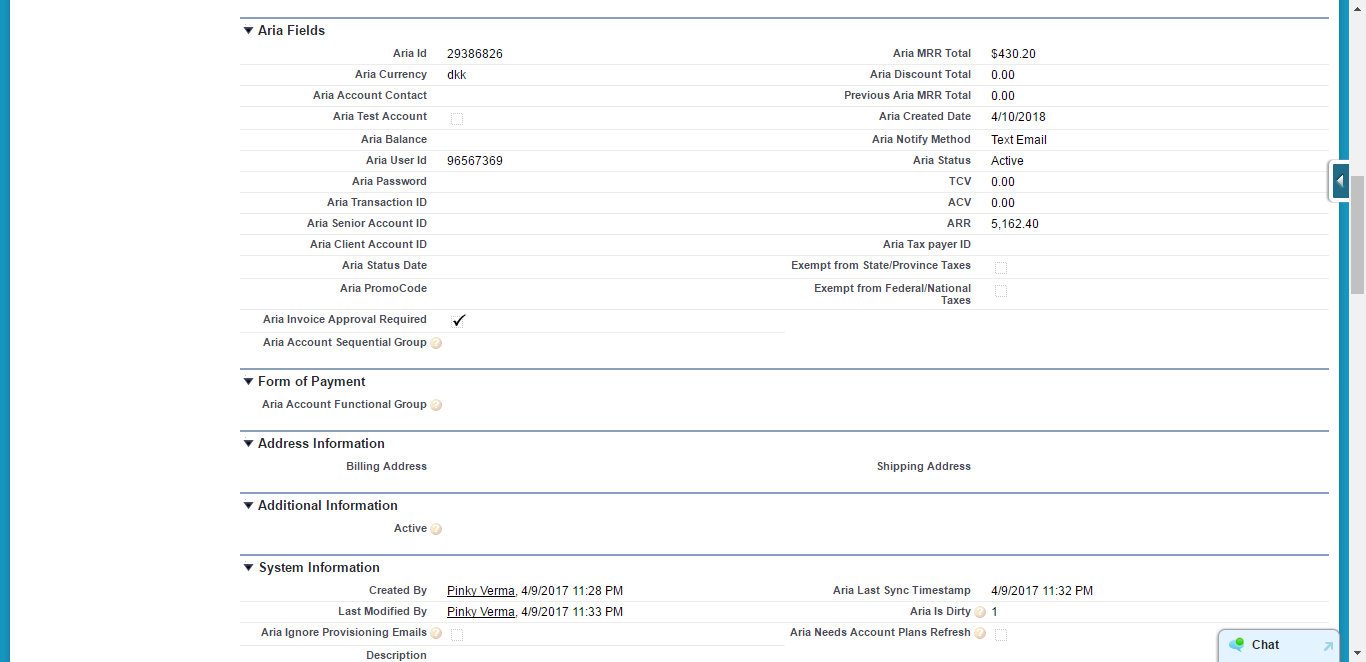 Aria Fields
Aria Id 29386826 Aria MRR Total $430.20
Aria Currency dkk Aria Discount Total 0.00
Aria Account Contact Previous Aria MRR Total 0.00
Aria Test Account Aria Created Date 4/10/2018
Aria Balance Aria Notify Method Text Email
Aria User Id 96567369 Aria Status Active
Aria Password TCV 0.00
Aria Transaction ID ACV 0.00
Aria Senior Account ID ARR 5,162.40
Aria Client Account ID Aria Tax payer ID
Aria Status Date Exempt from State/Province Taxes
Aria PromoCode Exempt from Federal/National
Taxes
Aria Invoice Approval Required
Aria Account Sequential Group ?
Form of Payment
Aria Account Functional Group ?
Address Information
Billing Address Shipping Address
Additional Information
Active ?
System Information
Created By Pinky Verma, 4/9/2017 11:28 PM Aria Last Sync Timestamp 4/9/2017 11:32 PM
Last Modified By Pinky Verma, 4/9/2017 11:33 PM Aria Is Dirty ? 1
Aria Ignore Provisioning Emails ? Aria Needs Account Plans Refresh ?
Description
Chat